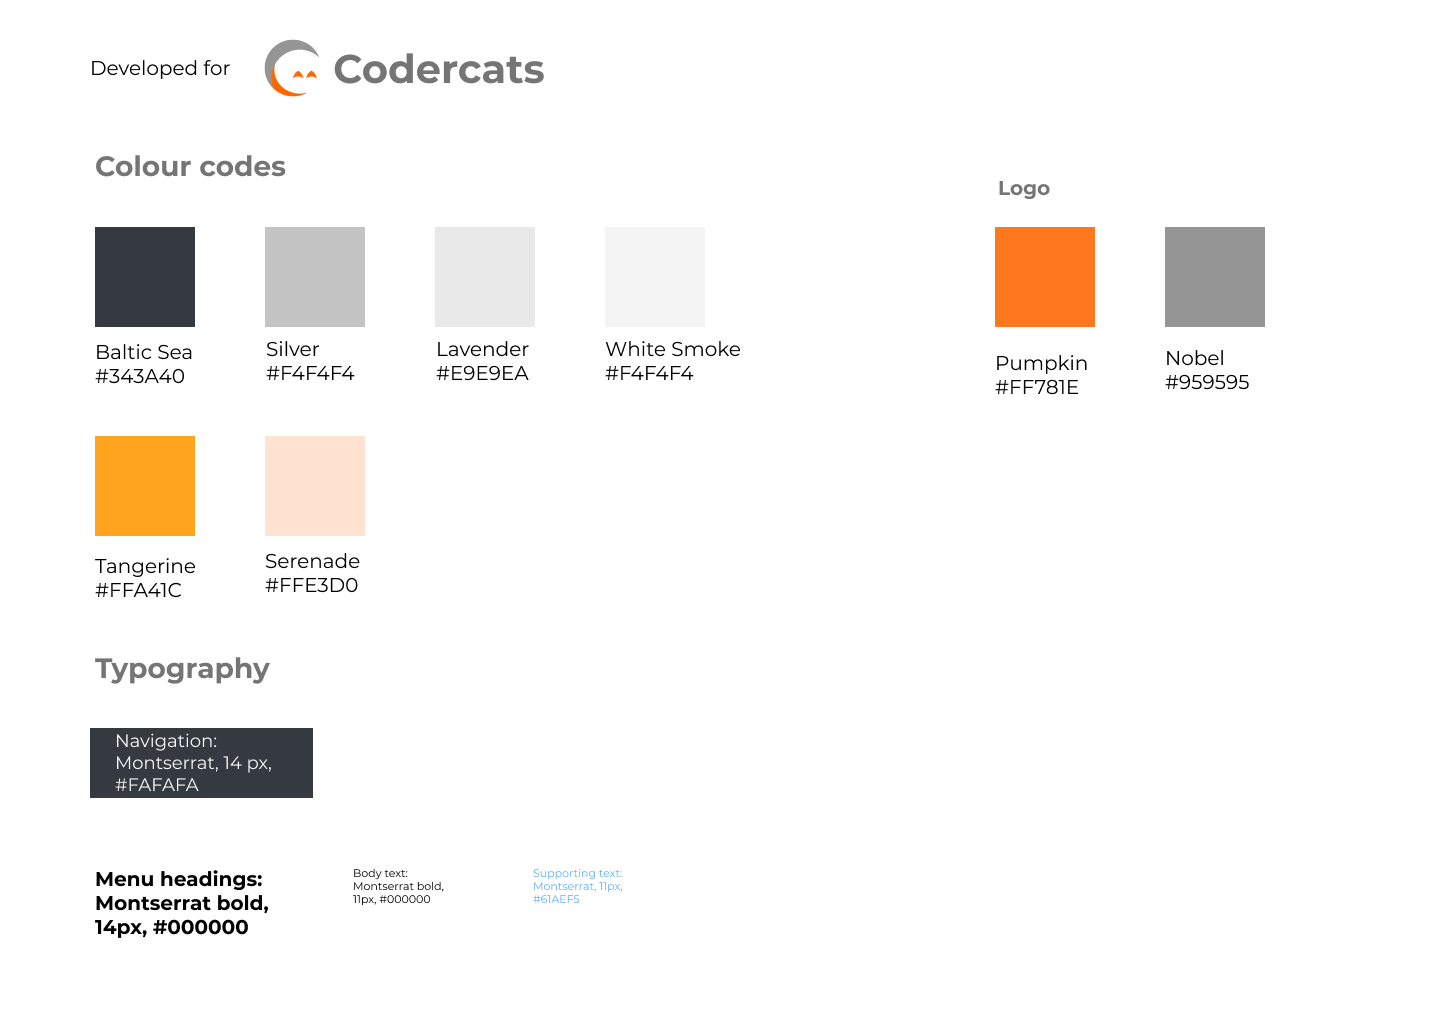 Developed for
Codercats
Colour codes
Logo
Baltic Sea
#343A40
Silver
#F4F4F4
Lavender
#E9E9EA
White Smoke
#F4F4F4
Pumpkin
#FF781E
Nobel
#959595
Tangerine
#FFA41C
Serenade
#FFE3D0
Typography
Navigation:
Montserrat, 14 px,
#FAFAFA
Menu headings:
Montserrat bold,
14px, #000000
Body text:
Montserrat bold,
11px, #000000
Supporting text:
Montserrat, 11px,
#61AEF5